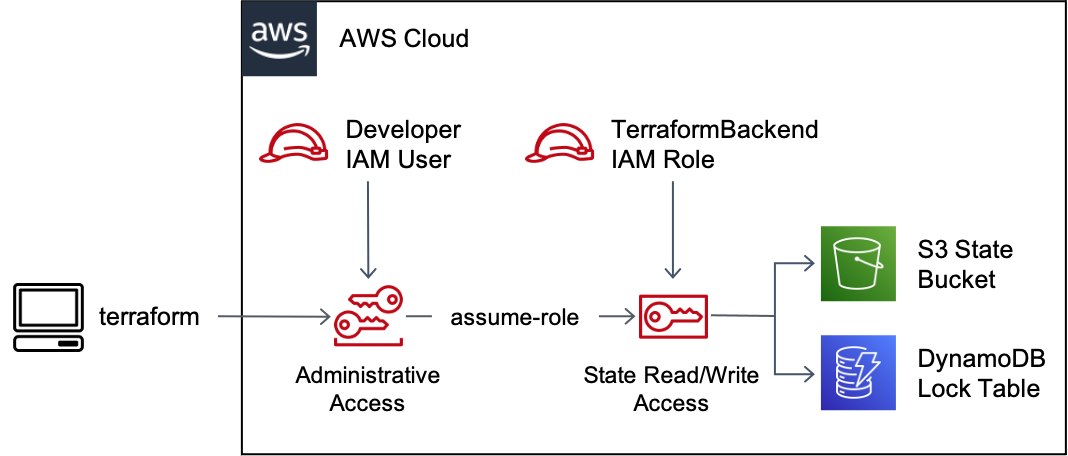 aws
AWS Cloud
Developer
IAM User
TerraformBackend
IAM Role
terraform
assume-role
S3 State
Bucket
DynamoDB
Lock Table
Administrative
Access
State Read/Write
Access